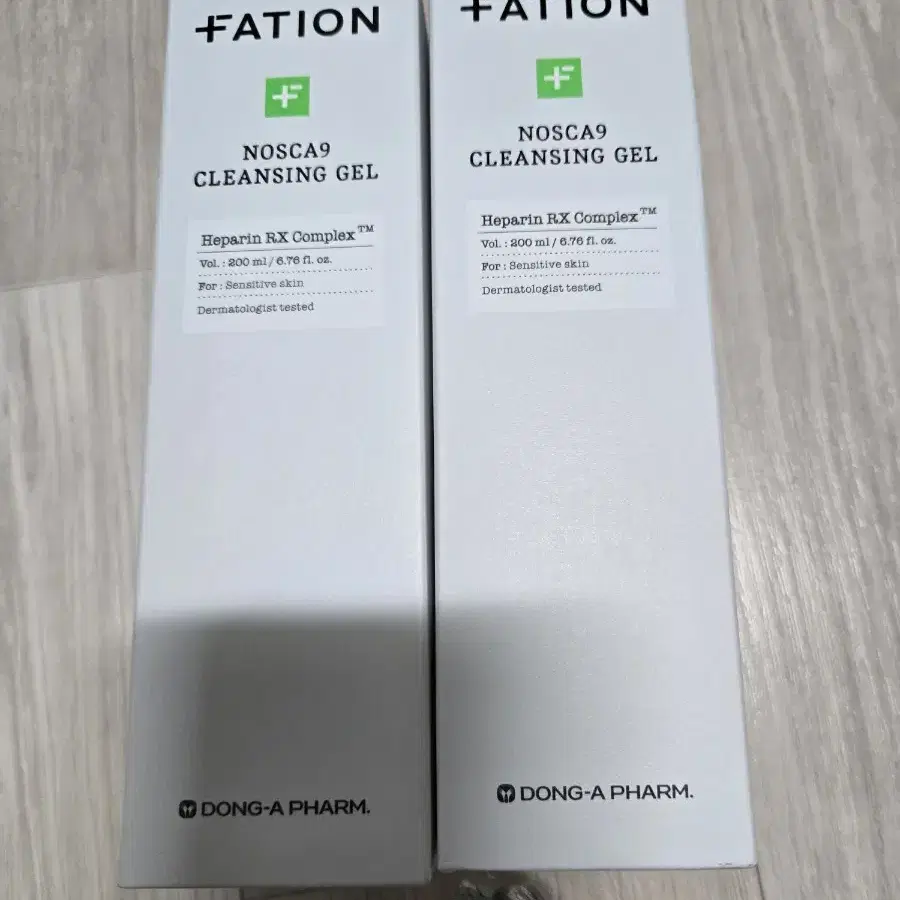 FATION
NOSCA9
CLEANSING GEL
Heparin RX Complex™
Vol. : 200 ml / 6.76 fl. oz.
For : Sensitive skin
Dermatologist tested
DONG-A PHARM.
FATION
NOSCA9
CLEANSING GEL
Heparin RX Complex™
Vol. : 200 ml / 6.76 fl. oz.
For : Sensitive skin
Dermatologist tested
DONG-A PHARM.